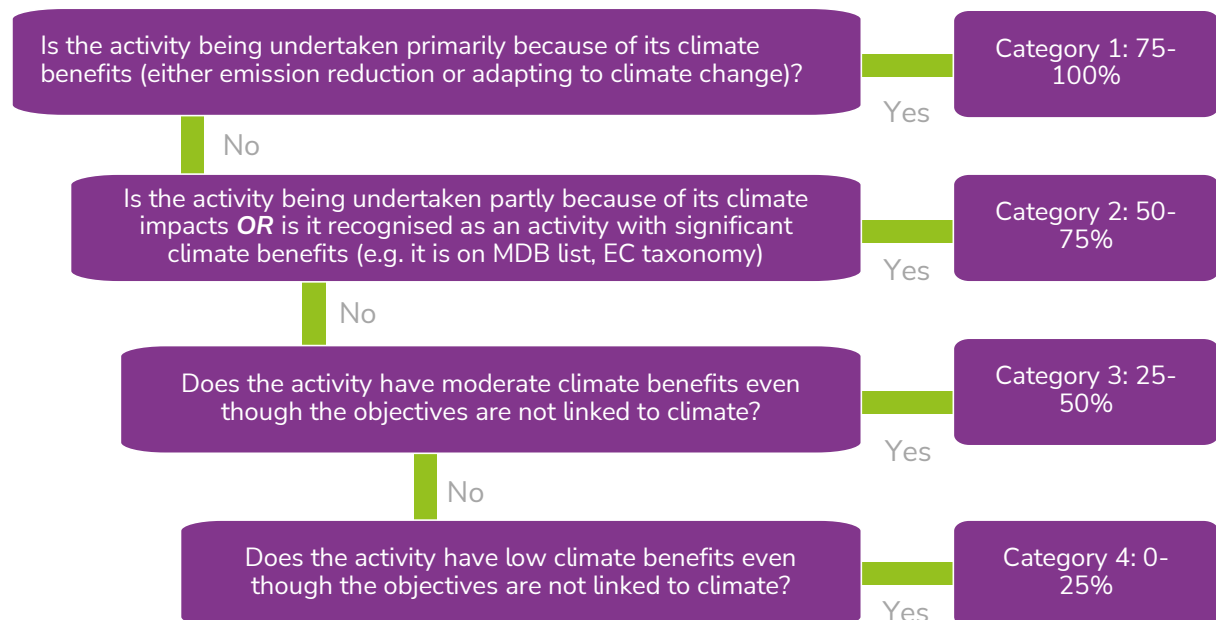 Is the activity being undertaken primarily because of its climate
benefits (either emission reduction or adapting to climate change)?
Category 1: 75-
100%
Yes
No
Is the activity being undertaken partly because of its climate
impacts OR is it recognised as an activity with significant
climate benefits (e.g. it is on MDB list, EC taxonomy)
Category 2: 50-
75%
Yes
No
Does the activity have moderate climate benefits even
though the objectives are not linked to climate?
Category 3: 25-
50%
Yes
No
Does the activity have low climate benefits even
though the objectives are not linked to climate?
Category 4: 0-
25%
Yes